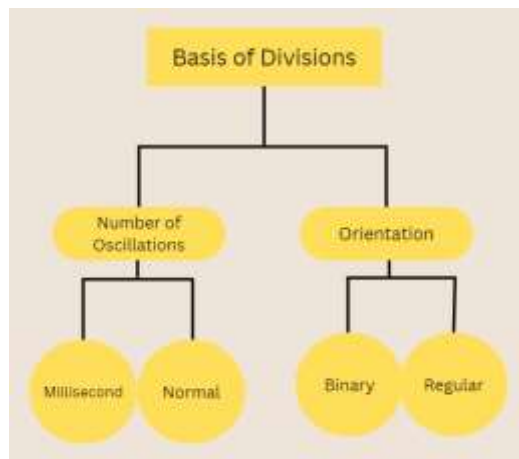 Basis of Divisions
Number of
Oscillations
Orientation
Millisecond
Normal
Binary
Regular